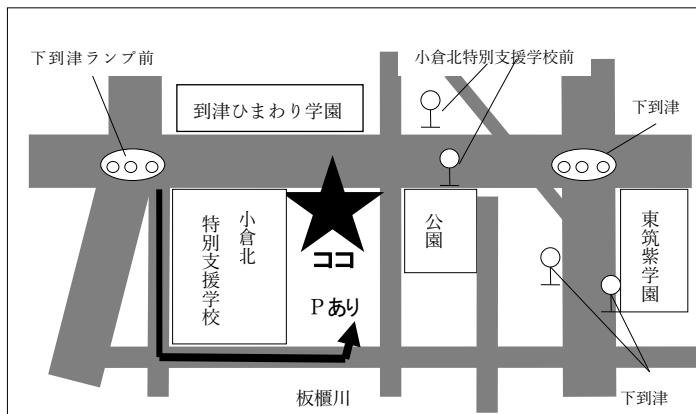 下到津ランプ前
小倉北特別支援学校前
到津ひまわり学園
下到津
小倉北
特別支援学校
ココ
Pあり
公園
東筑紫学園
下到津
板櫃川